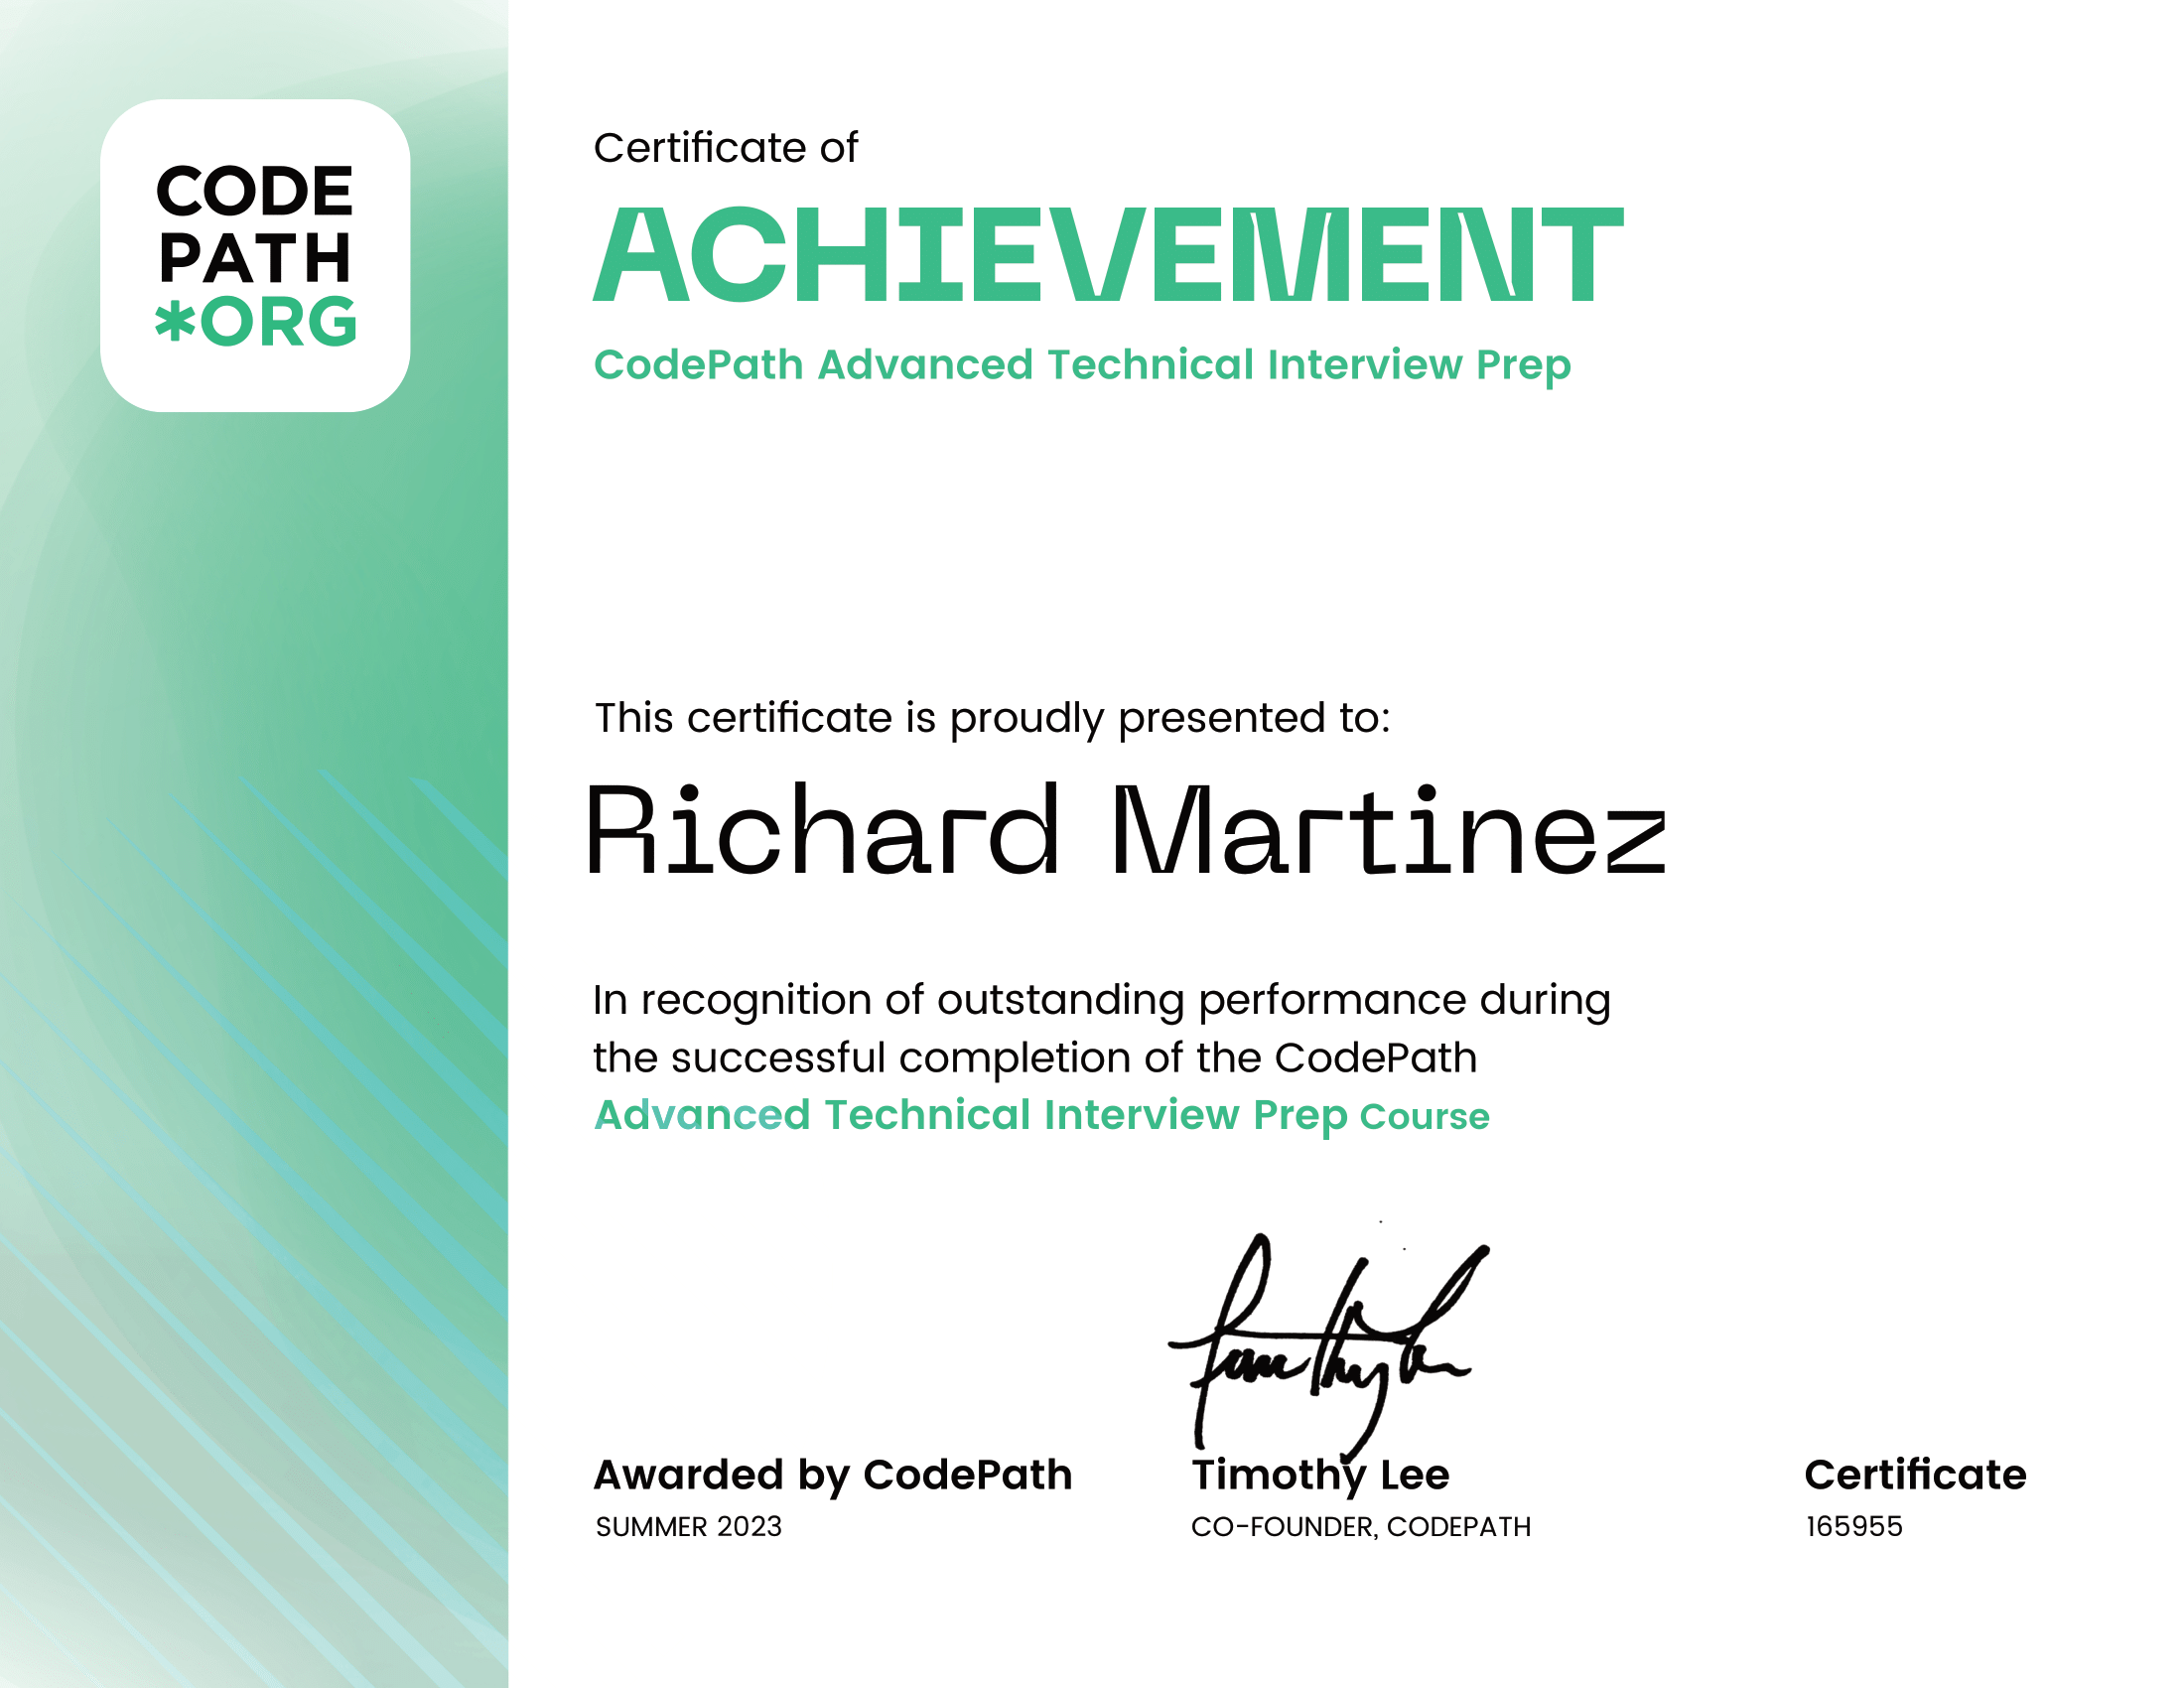 CODE
PATH
*ORG
Certificate of
ACHIEVEMENT
CodePath Advanced Technical Interview Prep
This certificate is proudly presented to:
Richard Martinez
In recognition of outstanding performance during
the successful completion of the CodePath
Advanced Technical Interview Prep Course
Timothy Lee
Awarded by CodePath
SUMMER 2023
Timothy Lee
CO-FOUNDER, CODEPATH
Certificate
165955